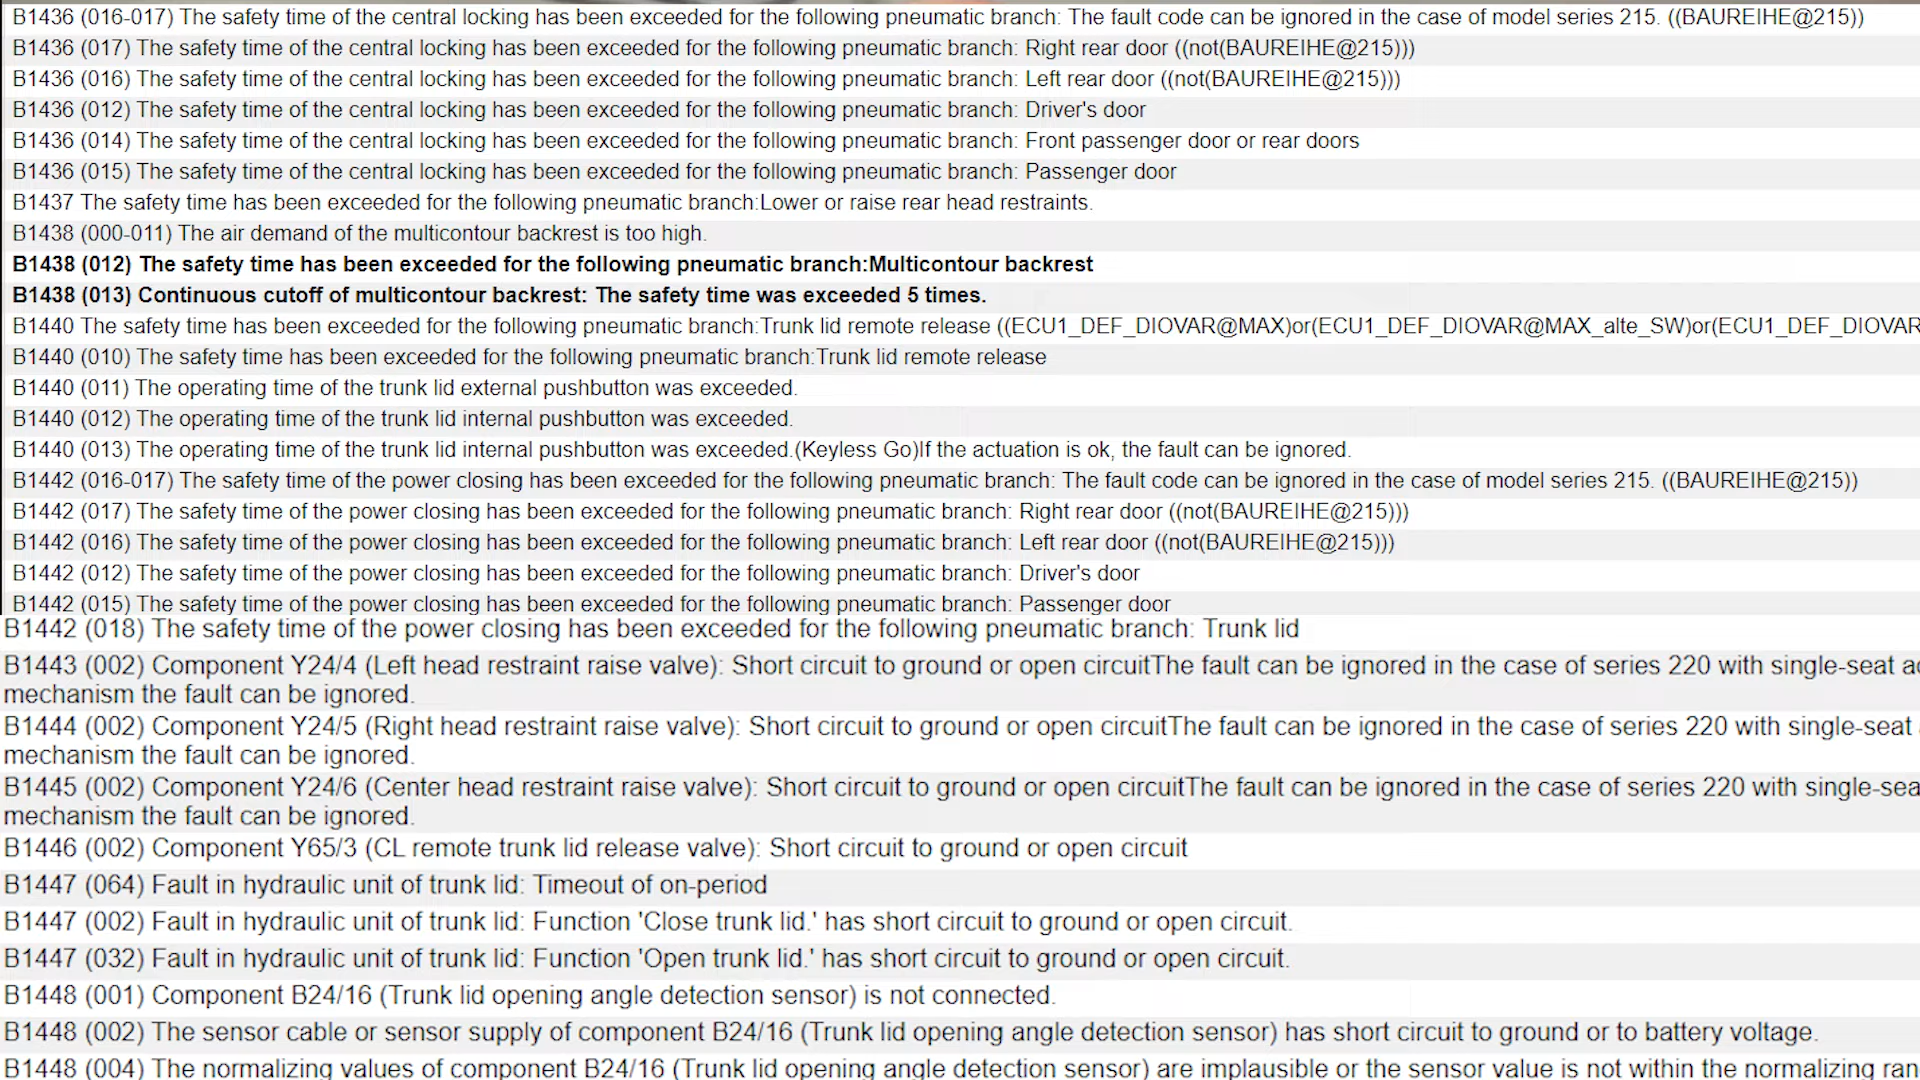 B1436 (016-017) The safety time of the central locking has been exceeded for the following pneumatic branch: The fault code can be ignored in the case of model series 215. ((BAUREIHE@215))
B1436 (017) The safety time of the central locking has been exceeded for the following pneumatic branch: Right rear door ((not(BAUREIHE@215)))
B1436 (016) The safety time of the central locking has been exceeded for the following pneumatic branch: Left rear door ((not(BAUREIHE@215)))
B1436 (012) The safety time of the central locking has been exceeded for the following pneumatic branch: Driver's door
B1436 (014) The safety time of the central locking has been exceeded for the following pneumatic branch: Front passenger door or rear doors
B1436 (015) The safety time of the central locking has been exceeded for the following pneumatic branch: Passenger door
B1437 The safety time has been exceeded for the following pneumatic branch:Lower or raise rear head restraints.
B1438 (000-011) The air demand of the multicontour backrest is too high.
B1438 (012) The safety time has been exceeded for the following pneumatic branch:Multicontour backrest
B1438 (013) Continuous cutoff of multicontour backrest: The safety time was exceeded 5 times.
B1440 The safety time has been exceeded for the following pneumatic branch:Trunk lid remote release ((ECU1_DEF_DIOVAR@MAX)or(ECU1_DEF_DIOVAR@MAX_alte_SW)or(ECU1_DEF_DIOVAR
B1440 (010) The safety time has been exceeded for the following pneumatic branch:Trunk lid remote release
B1440 (011) The operating time of the trunk lid external pushbutton was exceeded.
B1440 (012) The operating time of the trunk lid internal pushbutton was exceeded.
B1440 (013) The operating time of the trunk lid internal pushbutton was exceeded.(Keyless Go)If the actuation is ok, the fault can be ignored.
B1442 (016-017) The safety time of the power closing has been exceeded for the following pneumatic branch: The fault code can be ignored in the case of model series 215. ((BAUREIHE@215))
B1442 (017) The safety time of the power closing has been exceeded for the following pneumatic branch: Right rear door ((not(BAUREIHE@215)))
B1442 (016) The safety time of the power closing has been exceeded for the following pneumatic branch: Left rear door ((not(BAUREIHE@215)))
B1442 (012) The safety time of the power closing has been exceeded for the following pneumatic branch: Driver's door
B1442 (015) The safety time of the power closing has been exceeded for the following pneumatic branch: Passenger door
B1442 (018) The safety time of the power closing has been exceeded for the following pneumatic branch: Trunk lid
B1443 (002) Component Y24/4 (Left head restraint raise valve): Short circuit to ground or open circuitThe fault can be ignored in the case of series 220 with single-seat
mechanism the fault can be ignored.
B1444 (002) Component Y24/5 (Right head restraint raise valve): Short circuit to ground or open circuitThe fault can be ignored in the case of series 220 with single-seat
mechanism the fault can be ignored.
B1445 (002) Component Y24/6 (Center head restraint raise valve): Short circuit to ground or open circuitThe fault can be ignored in the case of series 220 with single-sea
mechanism the fault can be ignored.
B1446 (002) Component Y65/3 (CL remote trunk lid release valve): Short circuit to ground or open circuit
B1447 (064) Fault in hydraulic unit of trunk lid: Timeout of on-period
B1447 (002) Fault in hydraulic unit of trunk lid: Function 'Close trunk lid.' has short circuit to ground or open circuit.
B1447 (032) Fault in hydraulic unit of trunk lid: Function 'Open trunk lid.' has short circuit to ground or open circuit.
B1448 (001) Component B24/16 (Trunk lid opening angle detection sensor) is not connected.
B1448 (002) The sensor cable or sensor supply of component B24/16 (Trunk lid opening angle detection sensor) has short circuit to ground or to battery voltage.
B1448 (004) The normalizing values of component B24/16 (Trunk lid opening angle detection sensor) are implausible or the sensor value is not within the normalizing ran